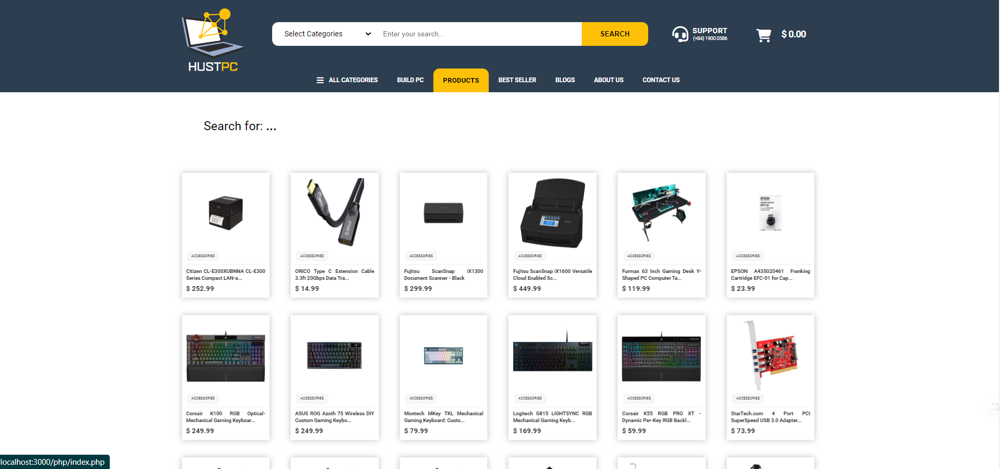 HUSTPC
Select Categories
Enter your search...
SEARCH
SUPPORT
(+84) 1900 0586
$ 0.00
ALL CATEGORIES
BUILD PC
PRODUCTS
BEST SELLER
BLOGS
ABOUT US
CONTACT US
Search for: ...
ACCESSORIES
Citizen CL-E300XUBNNA CL-E300
Series Compact LAN-a...
$ 252.99
ACCESSORIES
ORICO Type C Extension Cable
3.3ft 20Gbps Data Tra...
$ 14.99
ACCESSORIES
Fujitsu ScanSnap iX1300
Document Scanner - Black
$ 299.99
ACCESSORIES
Fujitsu ScanSnap iX1600 Versatile
Cloud Enabled Sc...
$ 449.99
ACCESSORIES
Furmax 63 Inch Gaming Desk Y-
Shaped PC Computer Ta...
$ 119.99
EPSON
EFC-01
ACCESSORIES
EPSON A43S020461 Franking
Cartridge EFC-01 for Cap...
$ 23.99
ACCESSORIES
Corsair K100 RGB Optical-
Mechanical Gaming Keyboar...
$ 249.99
ACCESSORIES
ASUS ROG Azoth 75 Wireless DIY
Custom Gaming Keybo...
$ 249.99
ACCESSORIES
Montech MKey TKL Mechanical
Gaming Keyboard: Custo...
$ 79.99
ACCESSORIES
Logitech G815 LIGHTSYNC RGB
Mechanical Gaming Keyb...
$ 169.99
ACCESSORIES
Corsair K55 RGB PRO XT -
Dynamic Per-Key RGB Backl...
$ 59.99
ACCESSORIES
StarTech.com 4 Port PCI
SuperSpeed USB 3.0 Adapter...
$ 73.99
localhost:3000/php/index.php